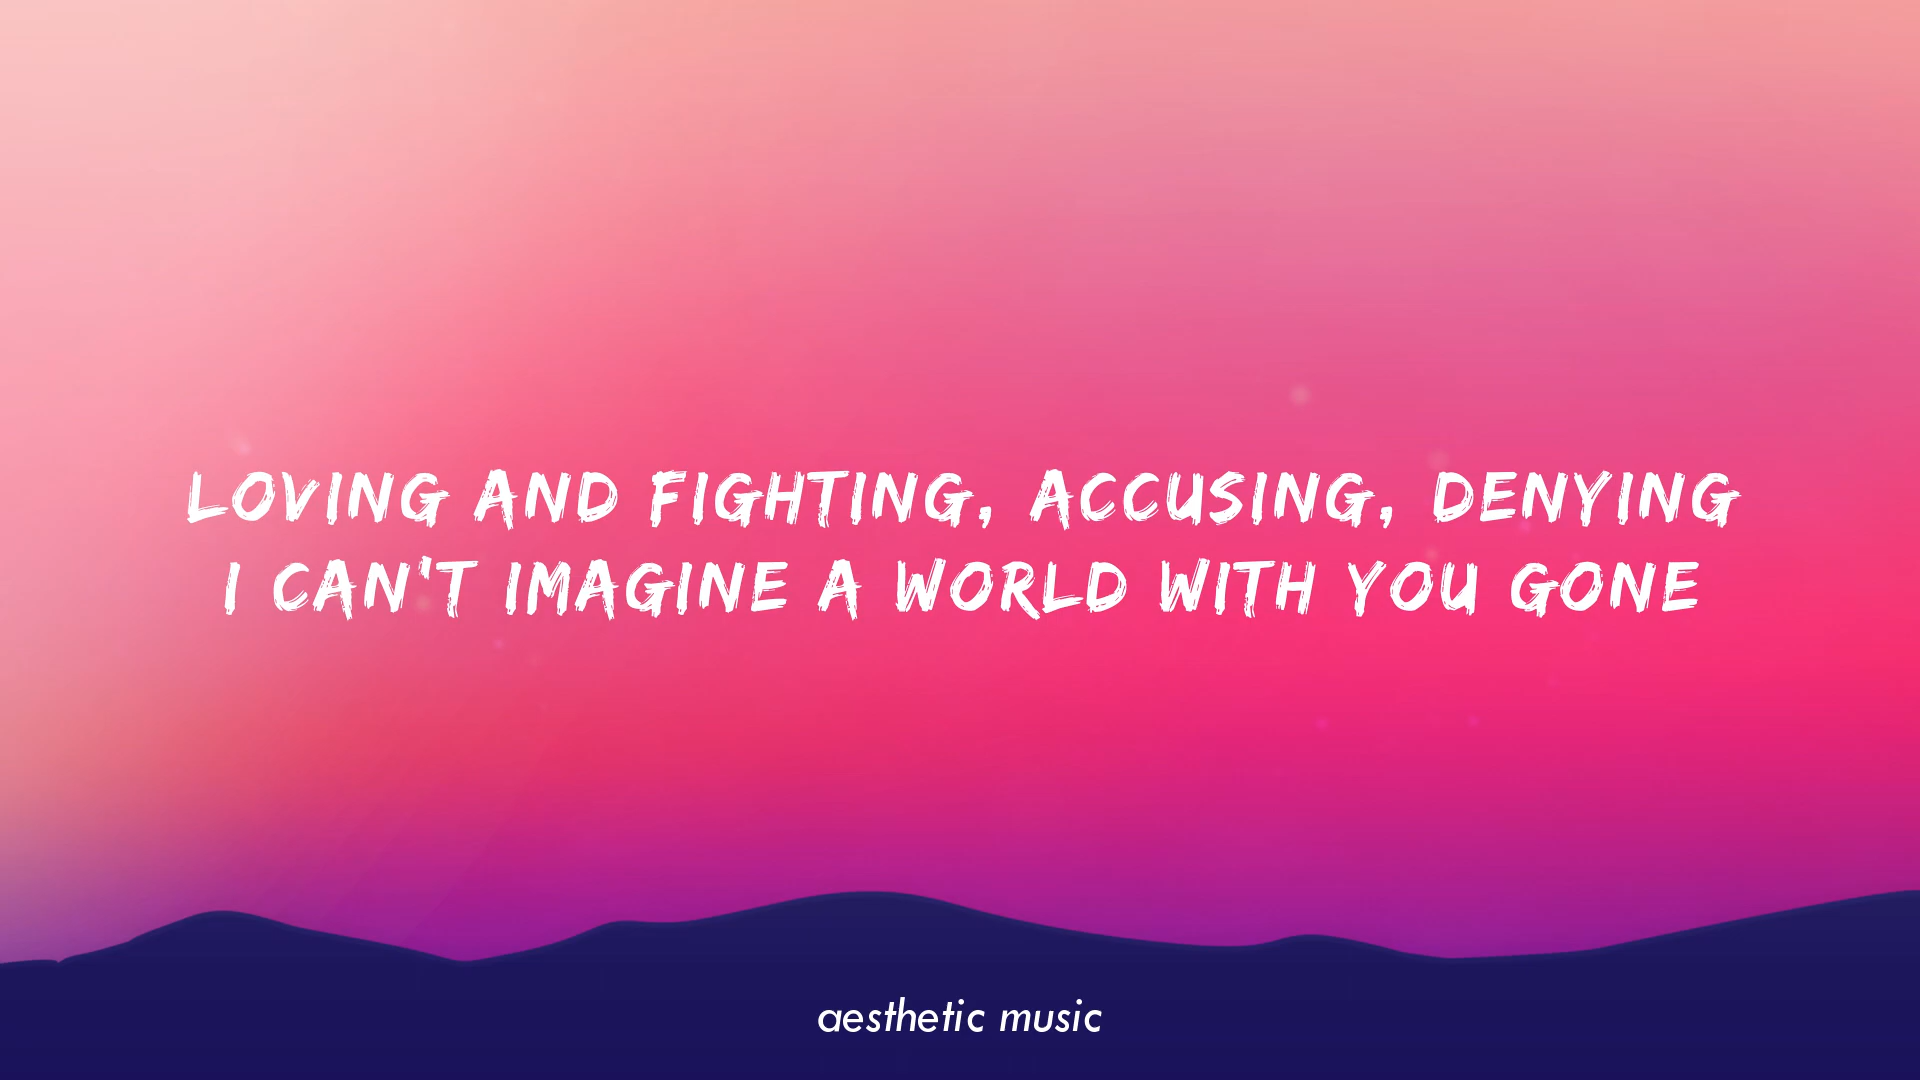 LOVING AND FIGHTING, ACCUSING, DENYING
I CAN'T IMAGINE A WORLD WITH YOU GONE
aesthetic music